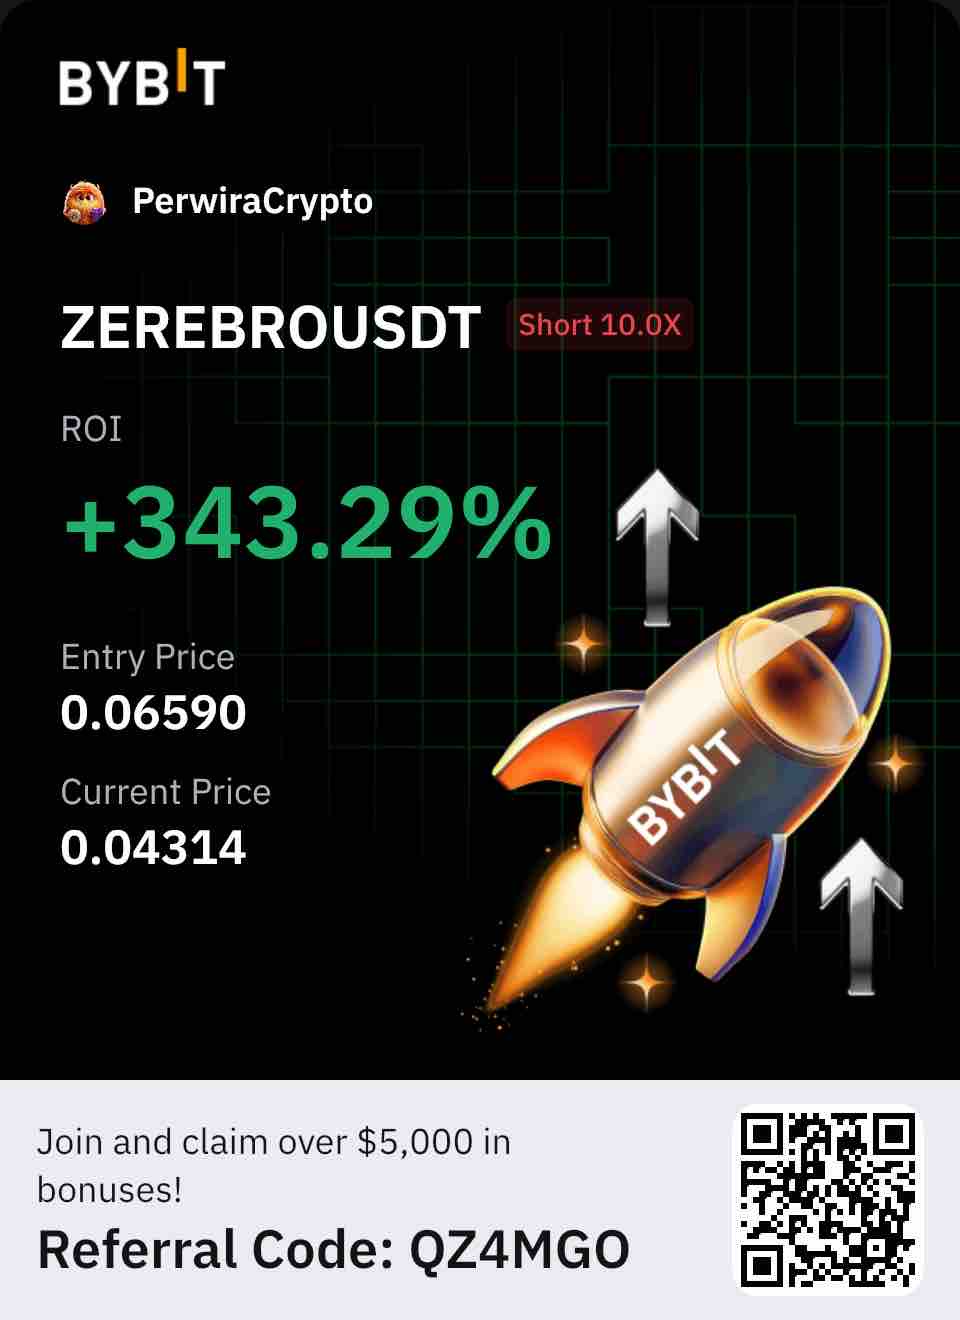 BYBIT
PerwiraCrypto
ZEREBROUSDT Short 10.0X
ROI
+343.29%
Entry Price
0.06590
Current Price
0.04314
BYBIT
Join and claim over $5,000 in
bonuses!
Referral Code: QZ4MGO